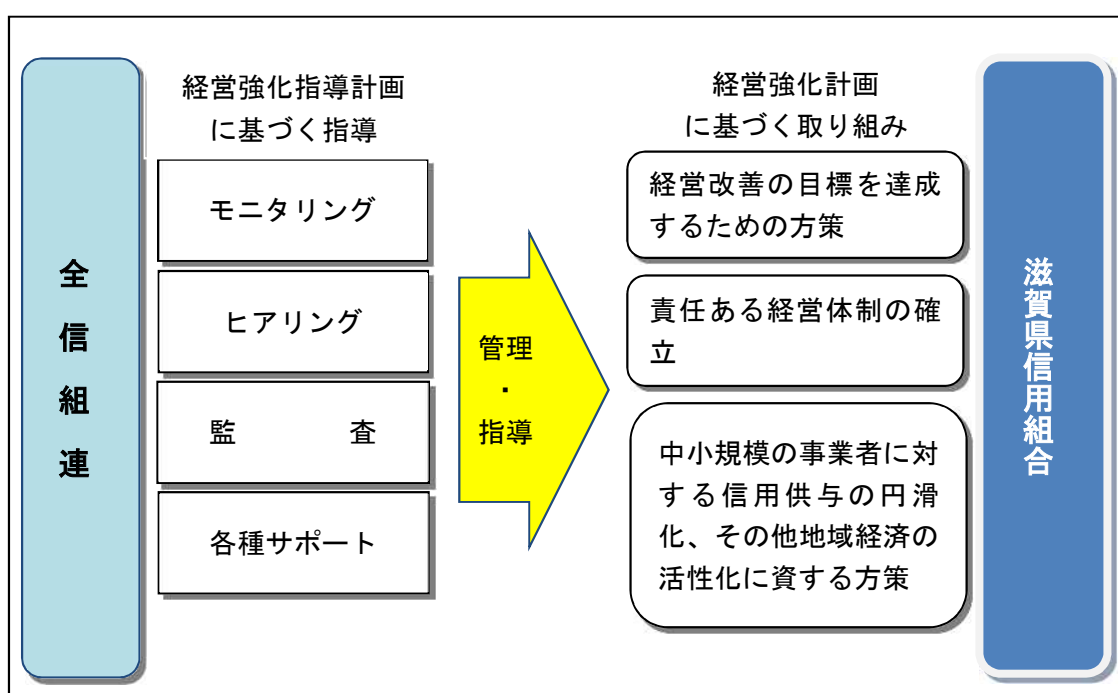 全信組連
経営強化指導計画
に基づく指導
モニタリング
ヒアリング
監　　　査
各種サポート
管理
・
指導
経営強化計画
に基づく取り組み
経営改善の目標を達成
するための方策
責任ある経営体制の確
立
中小規模の事業者に対
する信用供与の円滑
化、その他地域経済の
活性化に資する方策
滋賀県信用組合